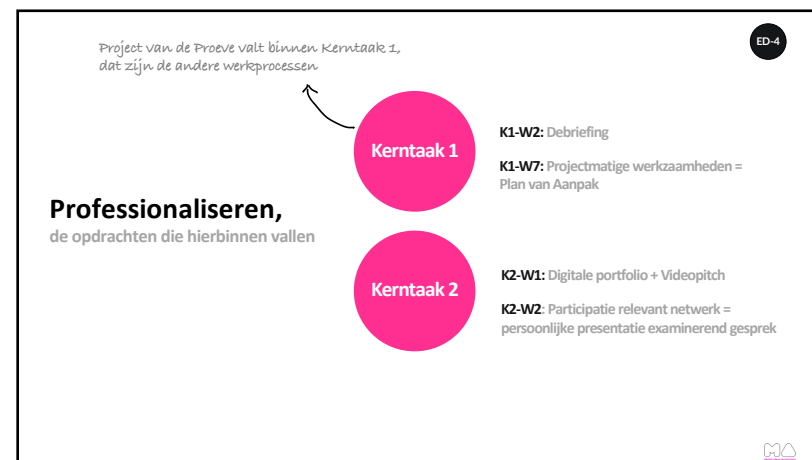 Project van de Proeve valt binnen Kerntaak 1,
dat zijn de andere werkprocessen
ED-4
Kerntaak 1
K1-W2: Debriefing
K1-W7: Projectmatige werkzaamheden =
Plan van Aanpak
Professionaliseren,
de opdrachten die hierbinnen vallen
Kerntaak 2
K2-W1: Digitale portfolio + Videopitch
K2-W2: Participatie relevant netwerk =
persoonlijke presentatie examinerend gesprek
MA